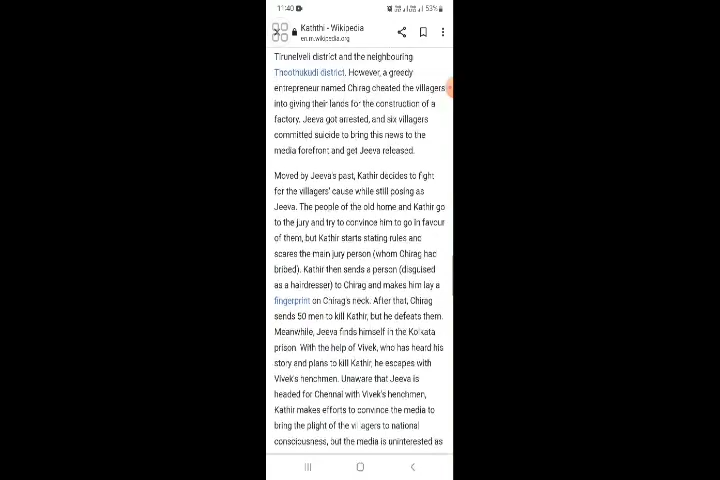 11:40
53%
Kaththi - Wikipedia
en.m.wikipedia.org
Tirunelveli district and the neighbouring
Thoothukudi district. However, a greedy
entrepreneur named Chirag cheated the villagers
into giving their lands for the construction of a
factory. Jeeva got arrested, and six villagers
committed suicide to bring this news to the
media forefront and get Jeeva released.
Moved by Jeeva's past, Kathir decides to fight
for the villagers' cause while still posing as
Jeeva. The people of the old home and Kathir go
to the jury and try to convince him to go in favour
of them, but Kathir starts stating rules and
scares the main jury person (whom Chirag had
bribed). Kathir then sends a person (disguised
as a hairdresser) to Chirag and makes him lay a
fingerprint on Chirag's neck. After that, Chirag
sends 50 men to kill Kathir, but he defeats them.
Meanwhile, Jeeva finds himself in the Kolkata
prison. With the help of Vivek, who has heard his
story and plans to kill Kathir, he escapes with
Vivek's henchmen. Unaware that Jeeva is
headed for Chennai with Vivek's henchmen,
Kathir makes efforts to convince the media to
bring the plight of the villagers to national
consciousness, but the media is uninterested as